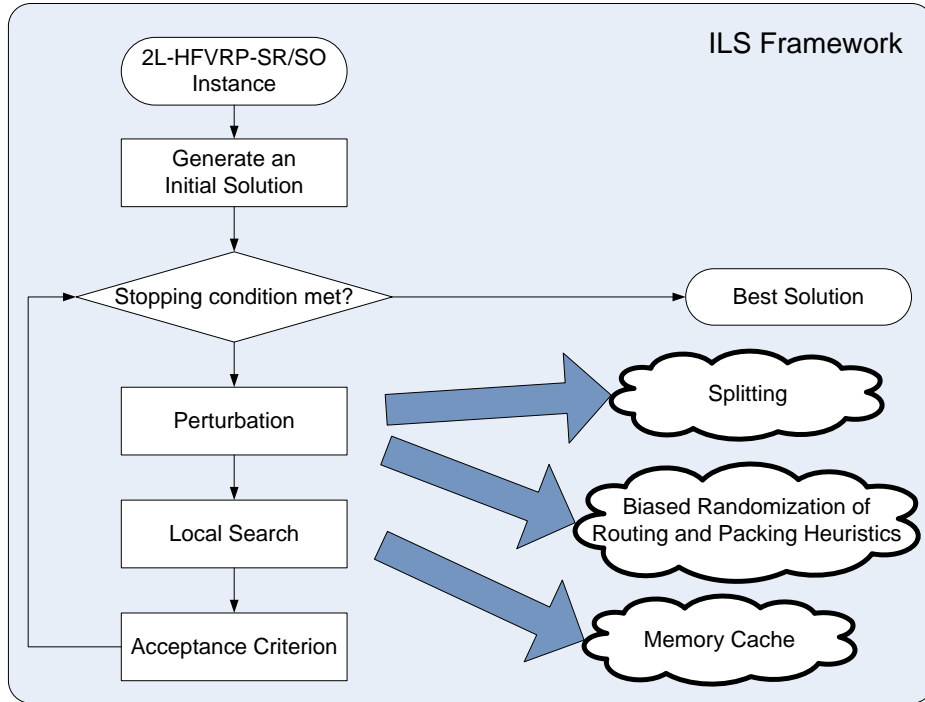 ILS Framework
2L-HFVRP-SR/SO
Instance
Generate an
Initial Solution
Stopping condition met?
Best Solution
Perturbation
Splitting
Local Search
Biased Randomization of
Routing and Packing Heuristics
Acceptance Criterion
Memory Cache